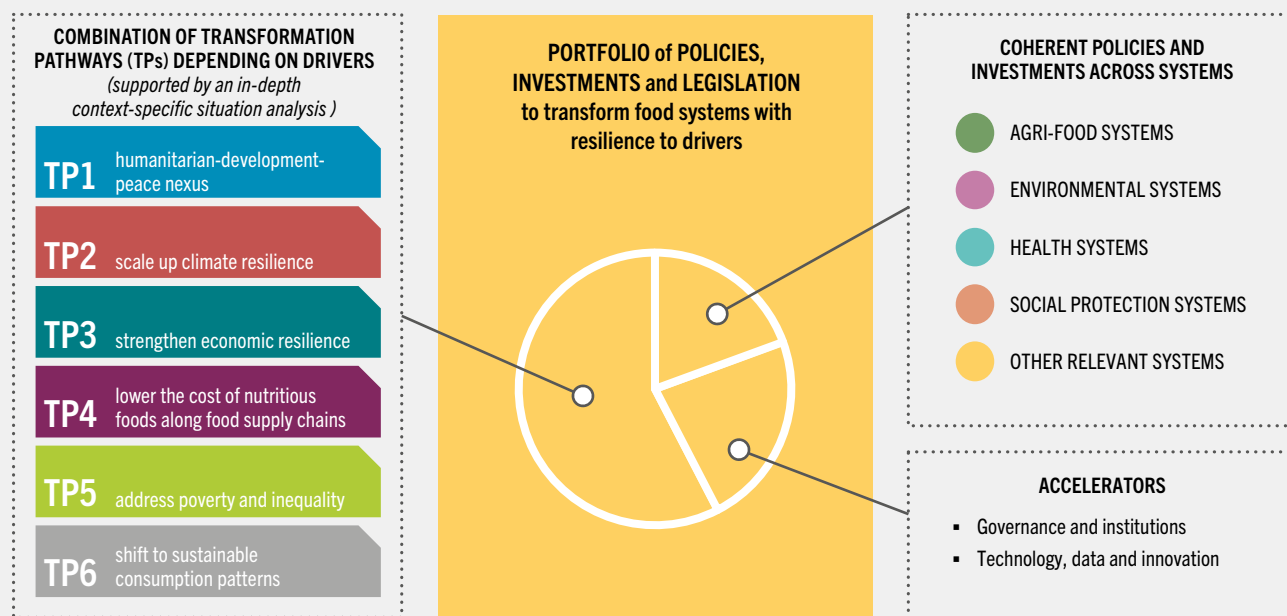 COMBINATION OF TRANSFORMATION
PATHWAYS (TPs) DEPENDING ON DRIVERS
(supported by an in-depth
context-specific situation analysis )
TP1
humanitarian-development-
peace nexus
TP2
scale up climate resilience
TP3
strengthen economic resilience
TP4
lower the cost of nutritious
foods along food supply chains
TP5
address poverty and inequality
TP6
shift to sustainable
consumption patterns
PORTFOLIO of POLICIES,
INVESTMENTS and LEGISLATION
to transform food systems with
resilience to drivers
COHERENT POLICIES AND
INVESTMENTS ACROSS SYSTEMS
AGRI-FOOD SYSTEMS
ENVIRONMENTAL SYSTEMS
HEALTH SYSTEMS
SOCIAL PROTECTION SYSTEMS
OTHER RELEVANT SYSTEMS
ACCELERATORS
▪ Governance and institutions
▪ Technology, data and innovation